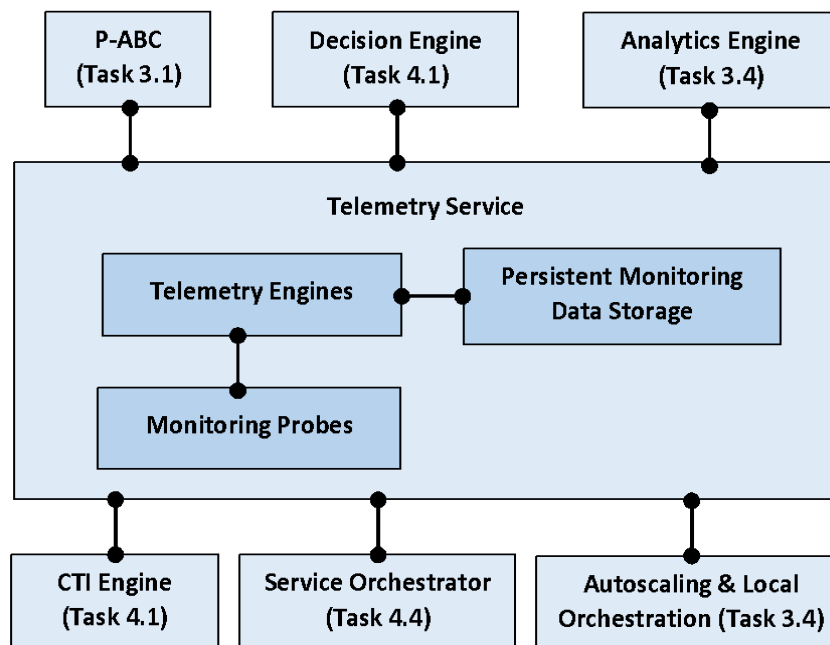 P-ABC
(Task 3.1)
Decision Engine
(Task 4.1)
Analytics Engine
(Task 3.4)
Telemetry Service
Telemetry Engines
Persistent Monitoring
Data Storage
Monitoring Probes
CTI Engine
(Task 4.1)
Service Orchestrator
(Task 4.4)
Autoscaling & Local
Orchestration (Task 3.4)